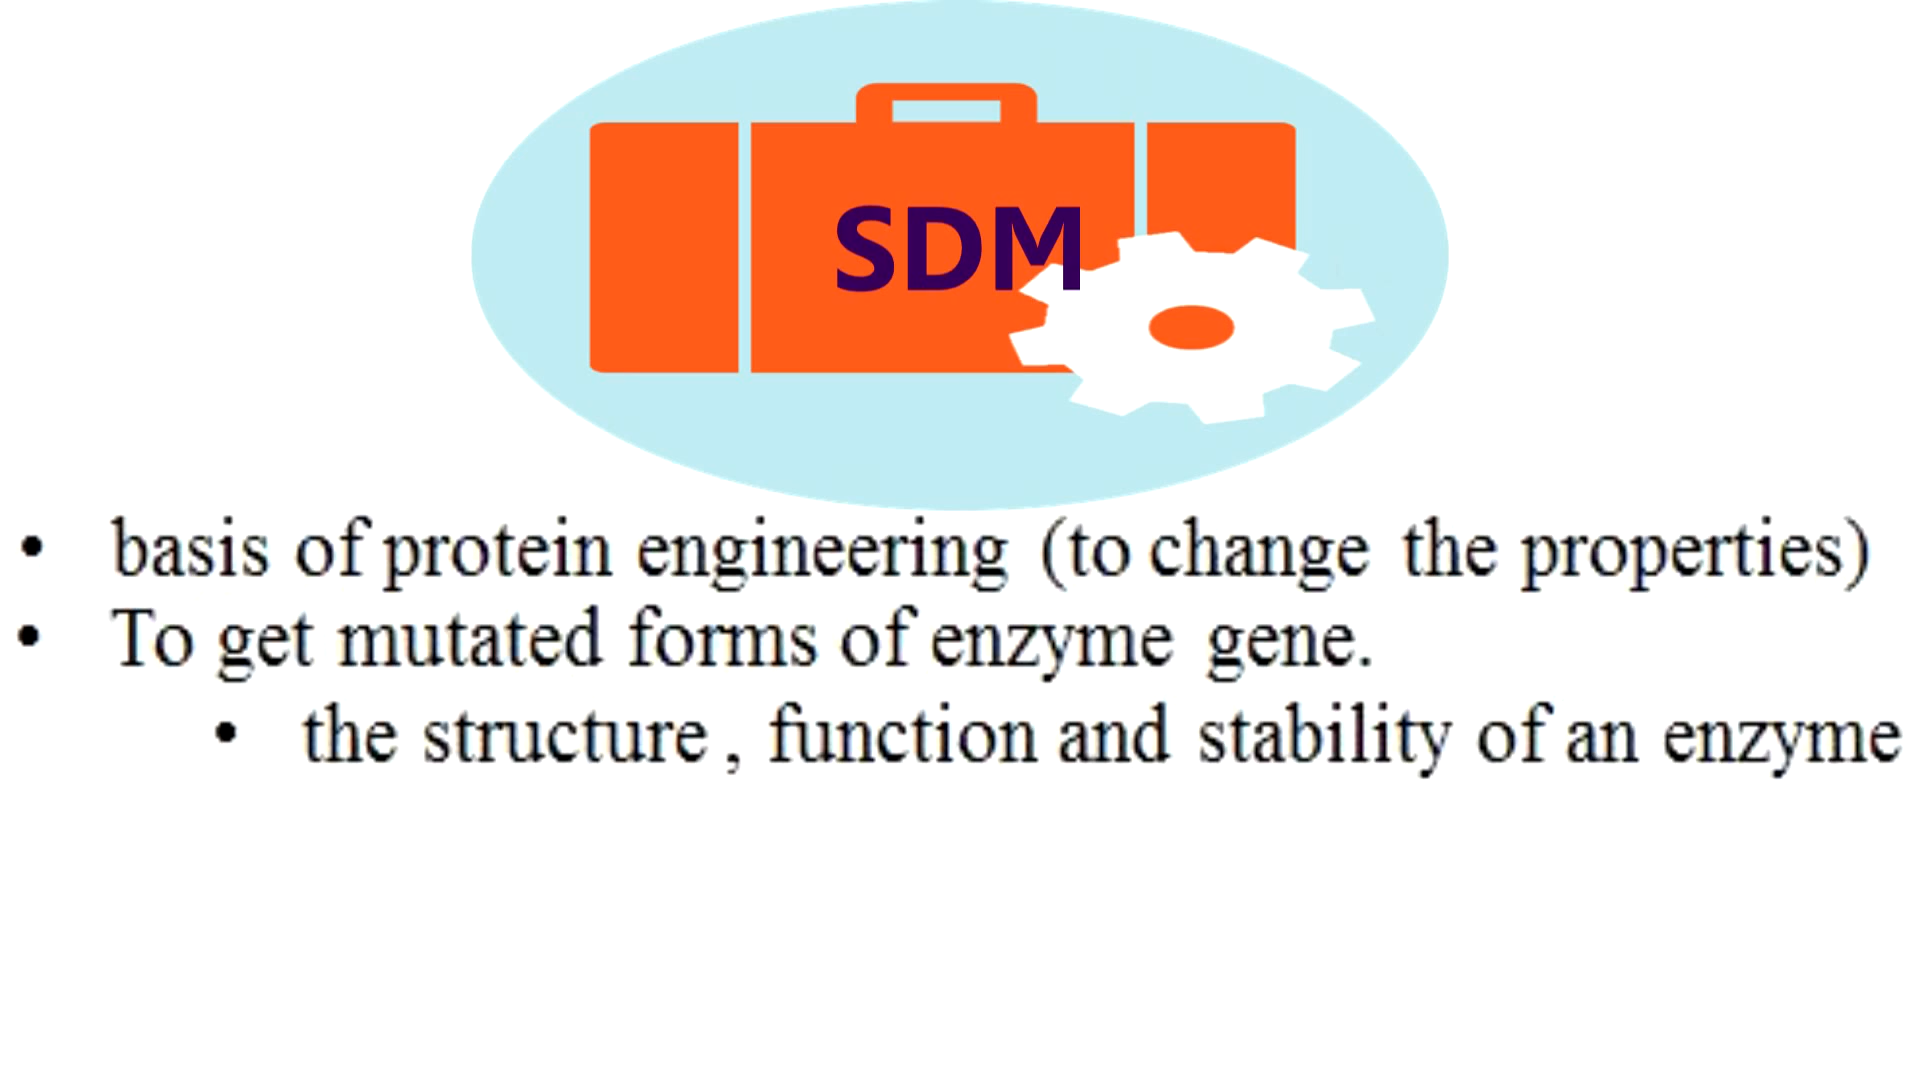 SDM
• basis of protein engineering (to change the properties)
• To get mutated forms of enzyme gene.
• the structure , function and stability of an enzyme